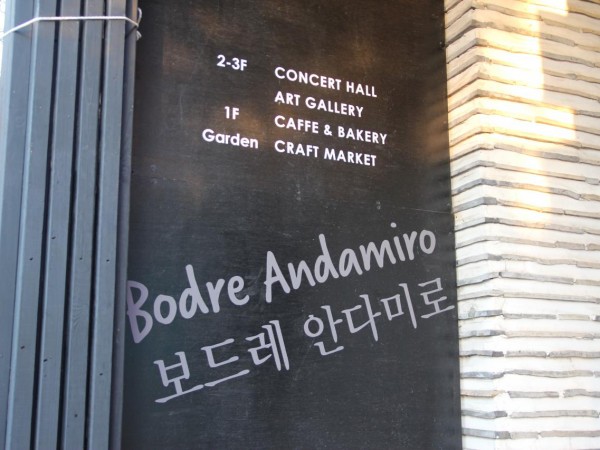 2-3F CONCERT HALL
ART GALLERY
1F CAFFE & BAKERY
Garden CRAFT MARKET
Bodre Andamiro
보드레 안다미로